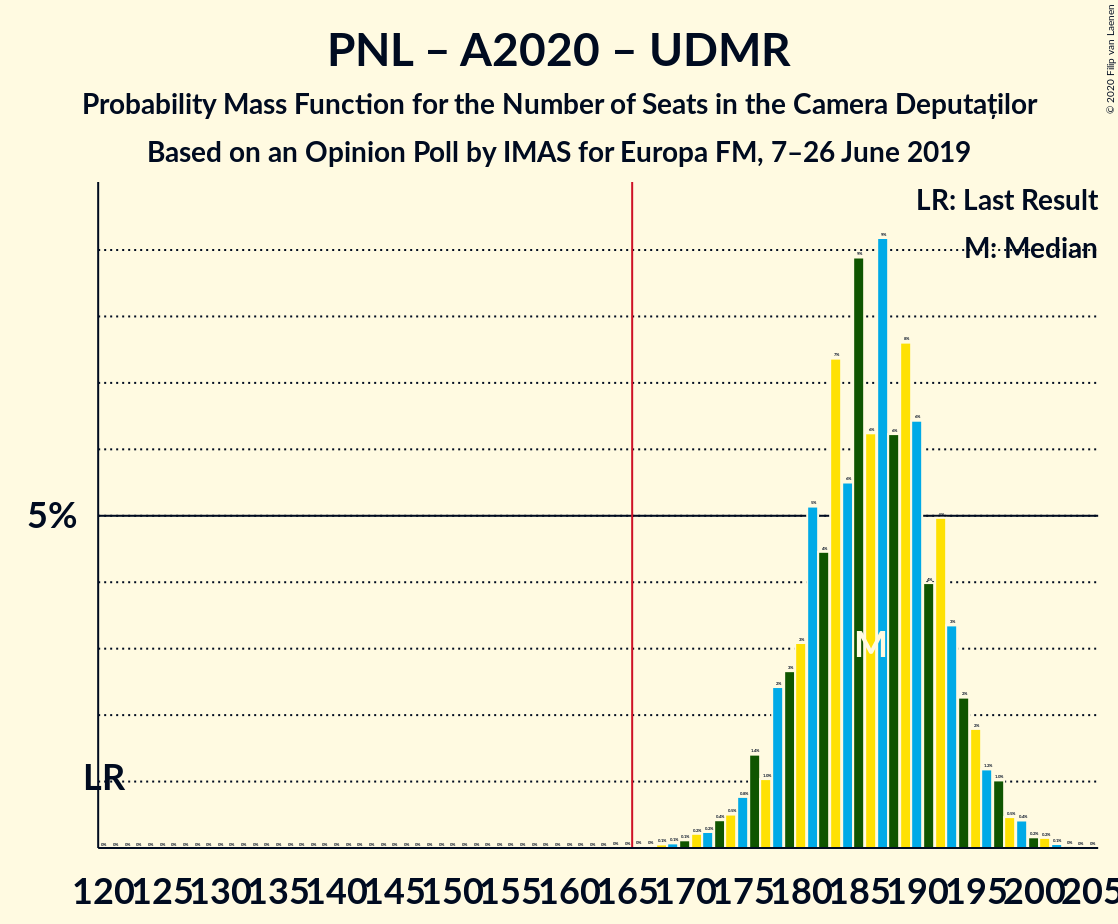 PNL – A2020 – UDMR
Probability Mass Function for the Number of Seats in the Camera Deputaților
Based on an Opinion Poll by IMAS for Europa FM, 7–26 June 2019
© 2020 Filip van Laenen
LR: Last Result
M: Median
5%
LR
M
120 125 130 135 140 145 150 155 160 165 170 175 180 185 190 195 200 205